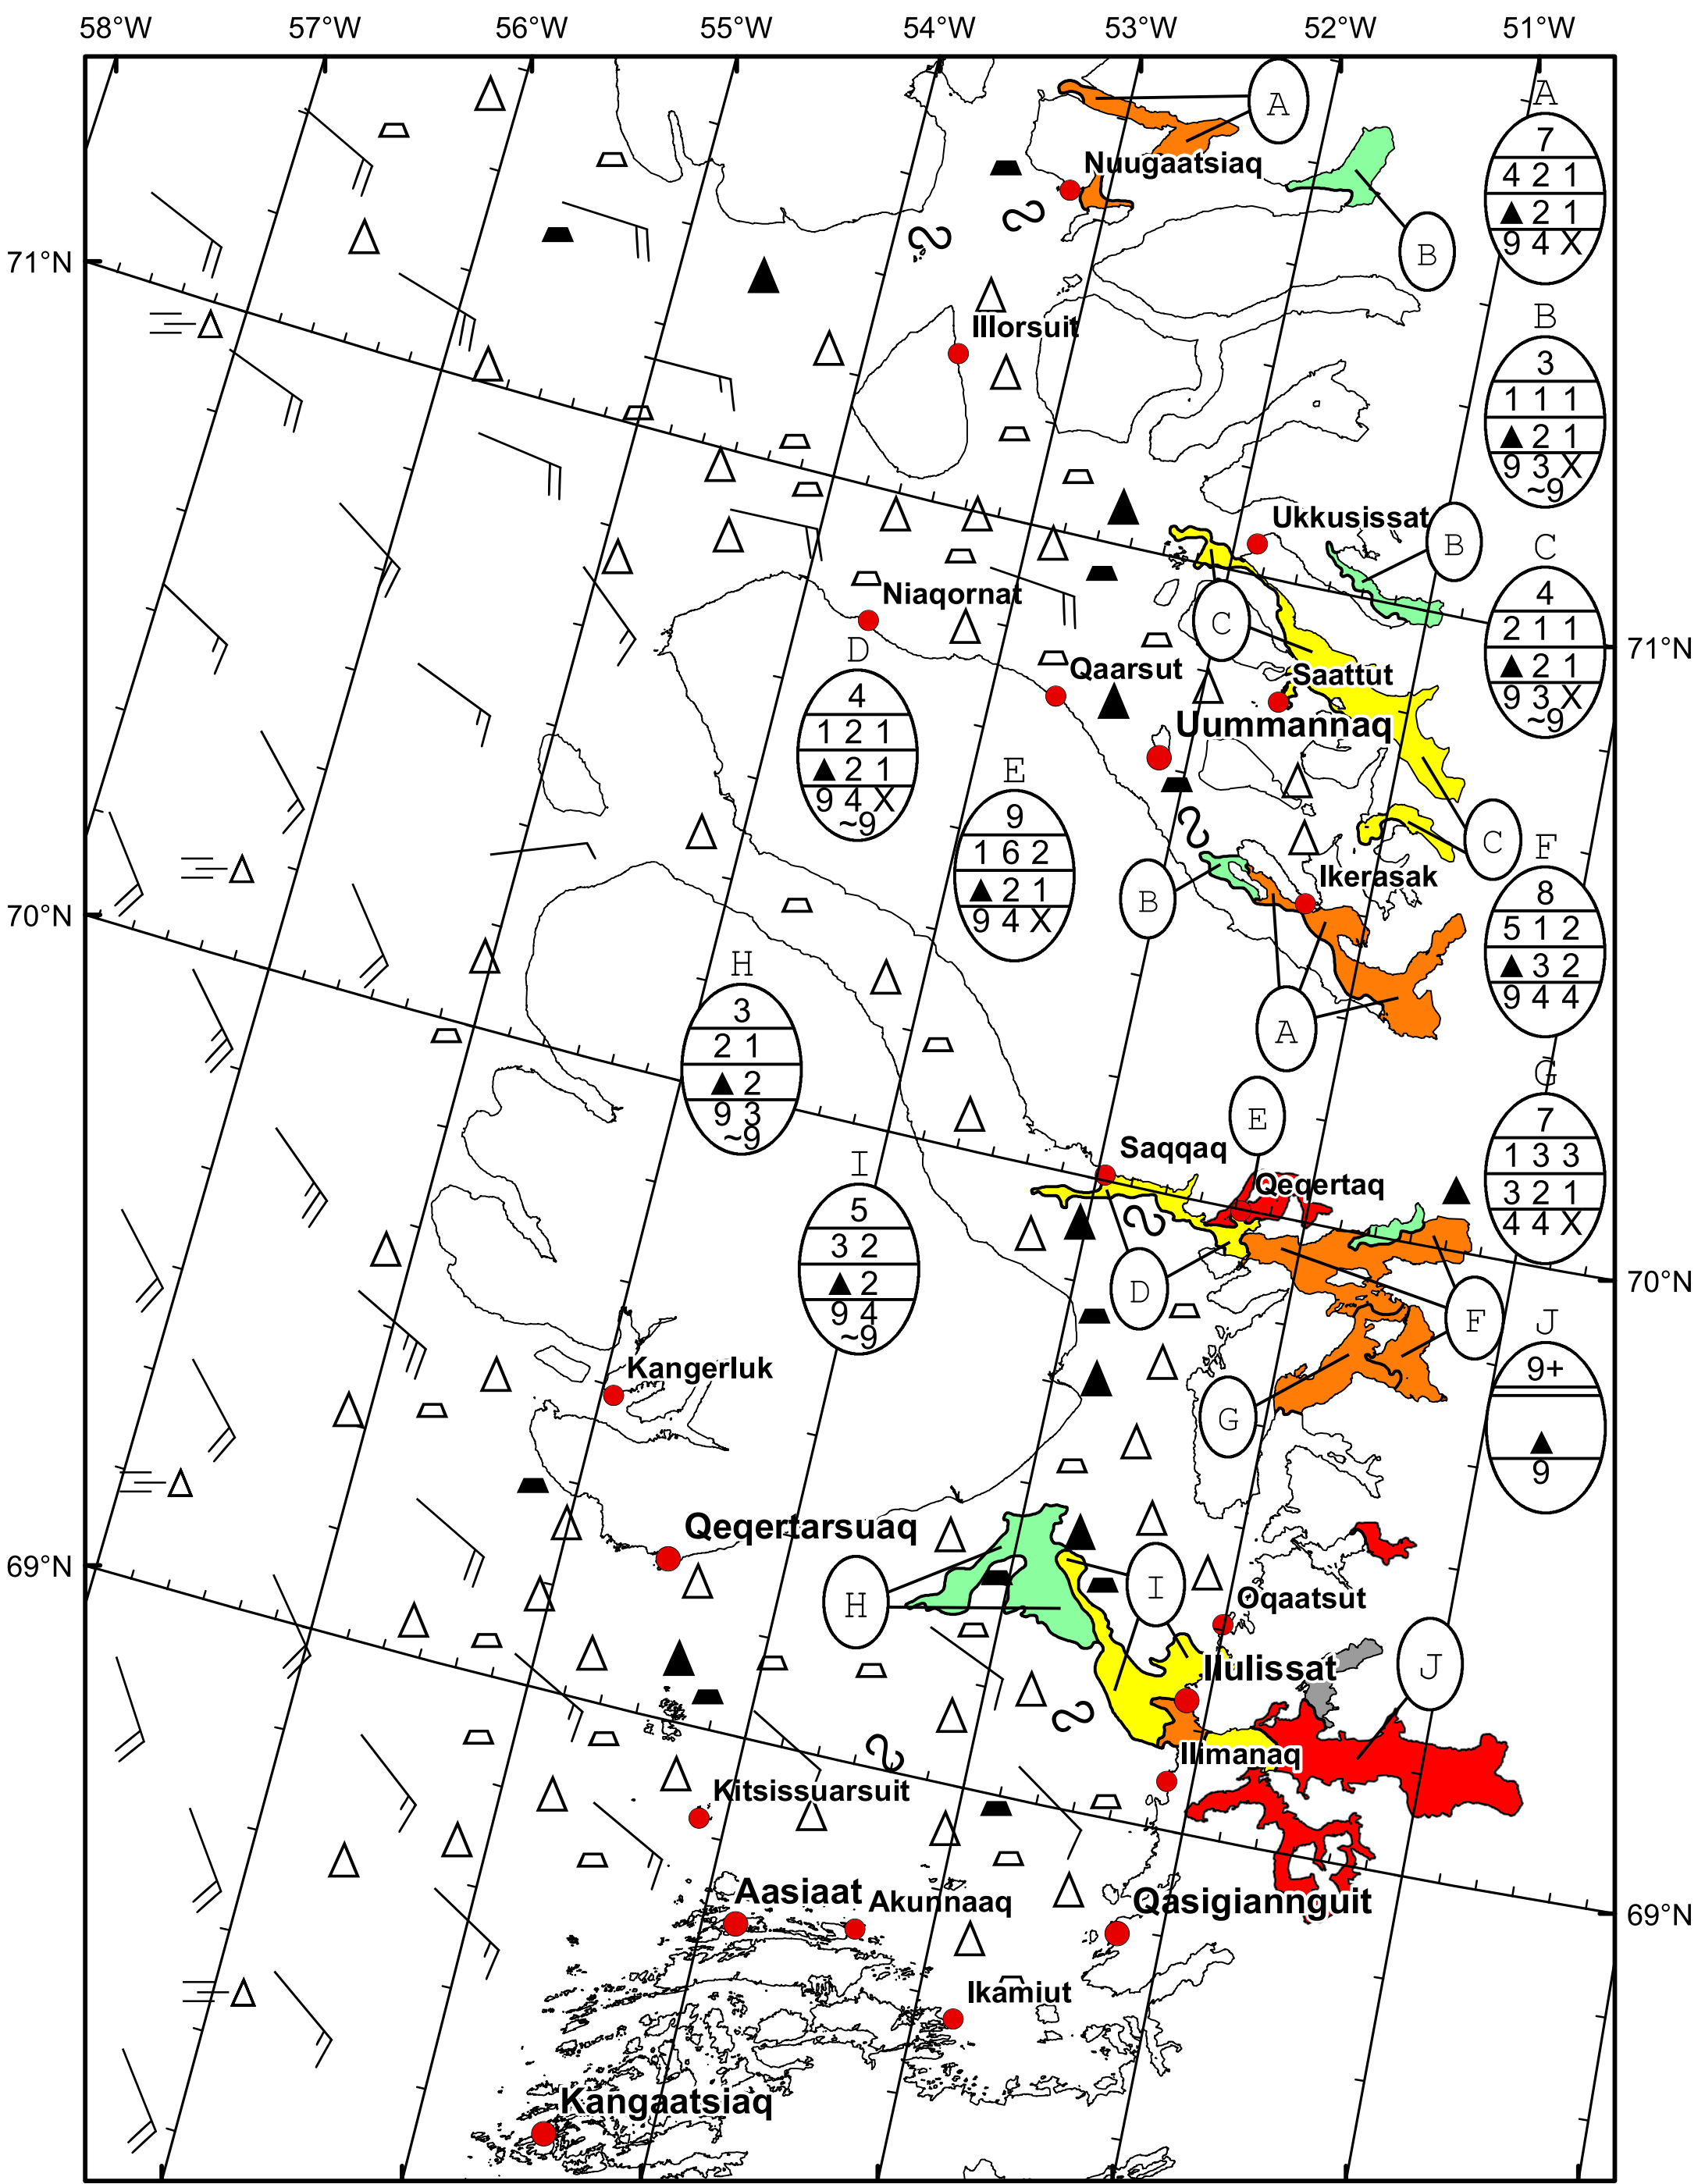 58°W 57°W 56°W 55°W 54°W 53°W 52°W 51°W
A
A
7
4 2 1
▲ 2 1
9 4 X
Nuugaatsiaq
B
71°N
Illorsuit
B
3
1 1 1
▲ 2 1
9 3 X
~9
Ukkusissat
B
C
4
2 1 1
▲ 2 1
9 3 X
~9
Niaqornat
C
71°N
D
4
1 2 1
▲ 2 1
9 4 X
~9
Qaarsut
Saattut
Uummannaq
E
9
1 6 2
▲ 2 1
9 4 X
C
F
8
5 1 2
▲ 3 2
9 4 4
B
Ikerasak
70°N
A
H
3
2 1
▲ 2
9 3
~9
G
7
1 3 3
3 2 1
4 4 X
E
Saqqaq
Qeqertaq
I
5
3 2
▲ 2
9 4
~9
D
70°N
F
J
9+
▲
9
Kangerluk
G
Qeqertarsuaq
69°N
H
I
Oqaatsut
Ilulissat
J
Ilimanaq
Kitsissuarsuit
Aasiaat
Akunnaaq
Qasigiannguit
69°N
Ikamiut
Kangaatsiaq